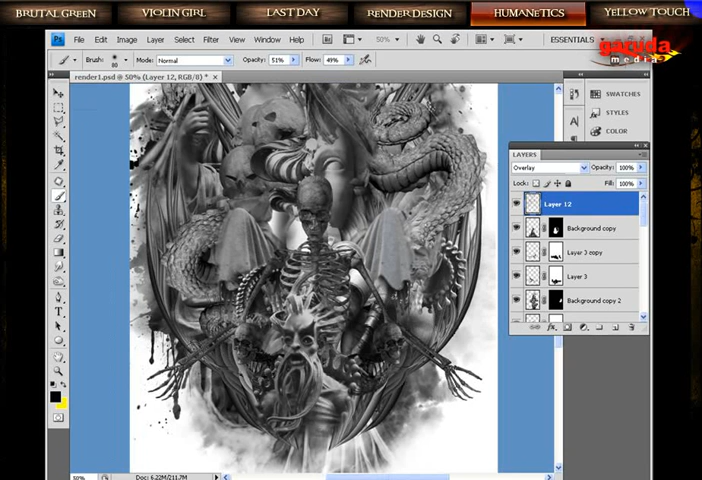 BRUTAL GREEN
VIOLIN GIRL
LAST DAY
RENDER DESIGN
HUMANETICS
YELLOW TOUCH
Ps
File
Edit
Image
Layer
Select
Filter
View
Window
Help
50%
ESSENTIALS
garuda
media
Brush:
80
Mode:
Normal
Opacity:
51%
Flow:
49%
render1.psd @ 50% (Layer 12, RGB/8) *
SWATCHES
STYLES
COLOR
LAYERS
Overlay
Opacity:
100%
Lock:
Fill:
100%
Layer 12
Background copy
Layer 3 copy
Layer 3
Background copy 2
50%
Doc: 6.22M/211.7M